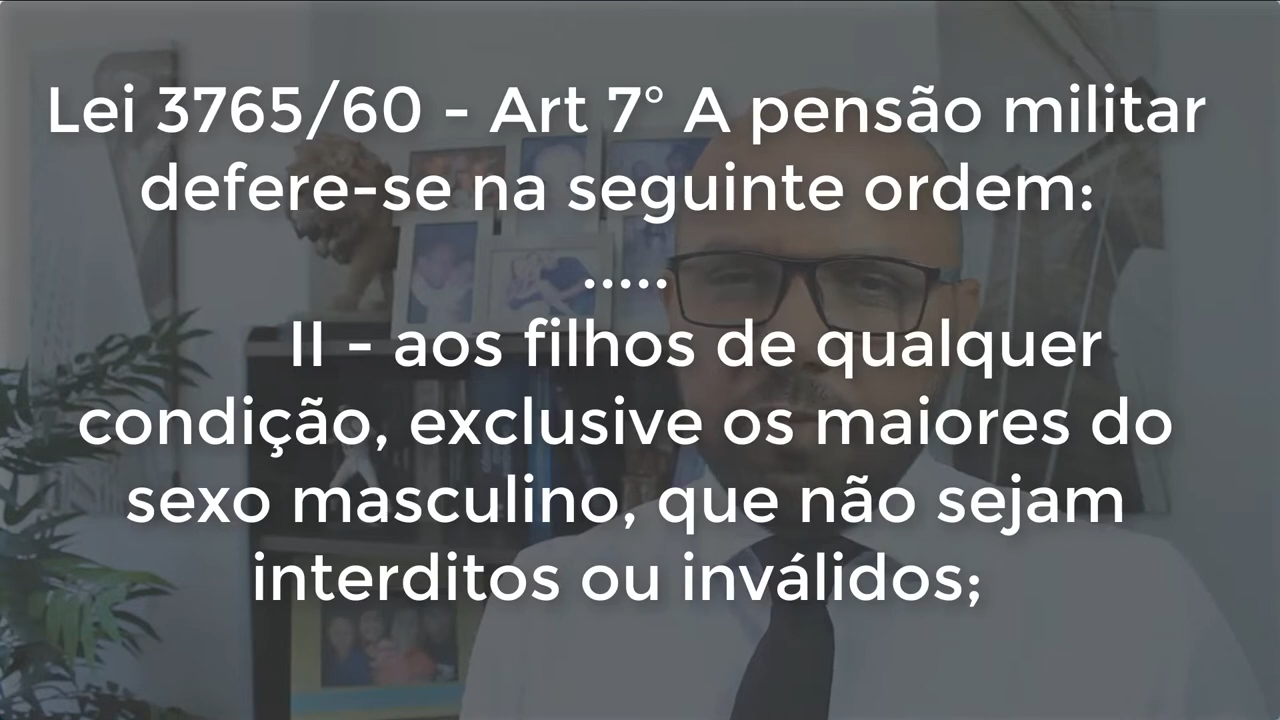 Lei 3765/60 - Art 7° A pensão militar
defere-se na seguinte ordem:
.....
II - aos filhos de qualquer
condição, exclusive os maiores do
sexo masculino, que não sejam
interditos ou inválidos;